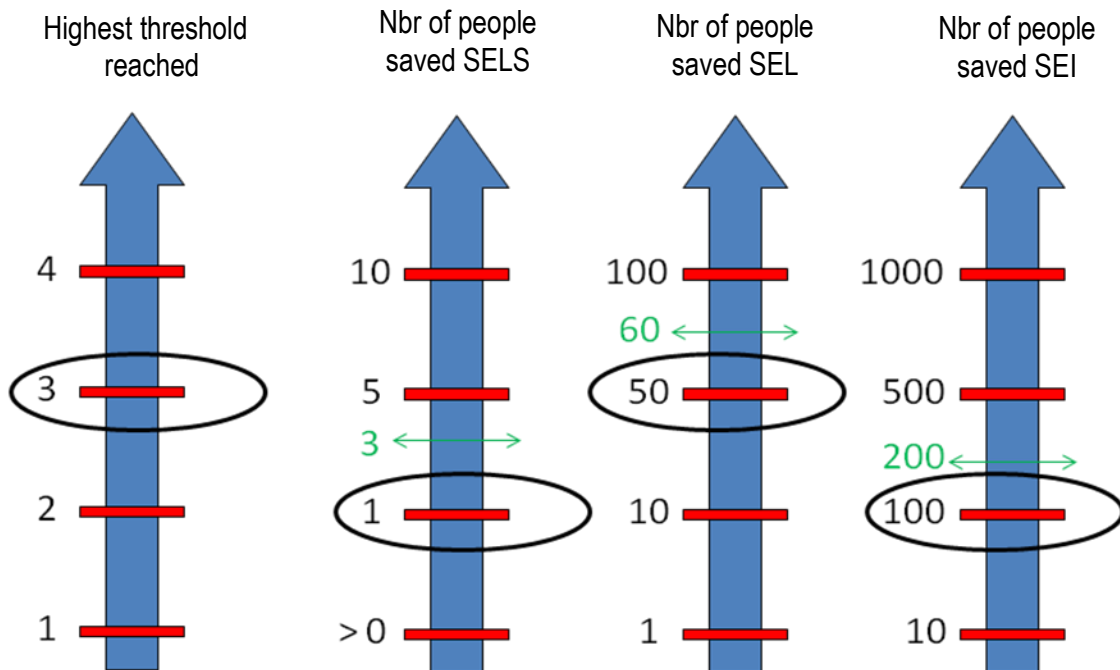 Highest threshold
reached
Nbr of people
saved SELS
Nbr of people
saved SEL
Nbr of people
saved SEI
4
3
2
1
10
5
3
1
>0
100
60
50
10
1
1000
500
200
100
10